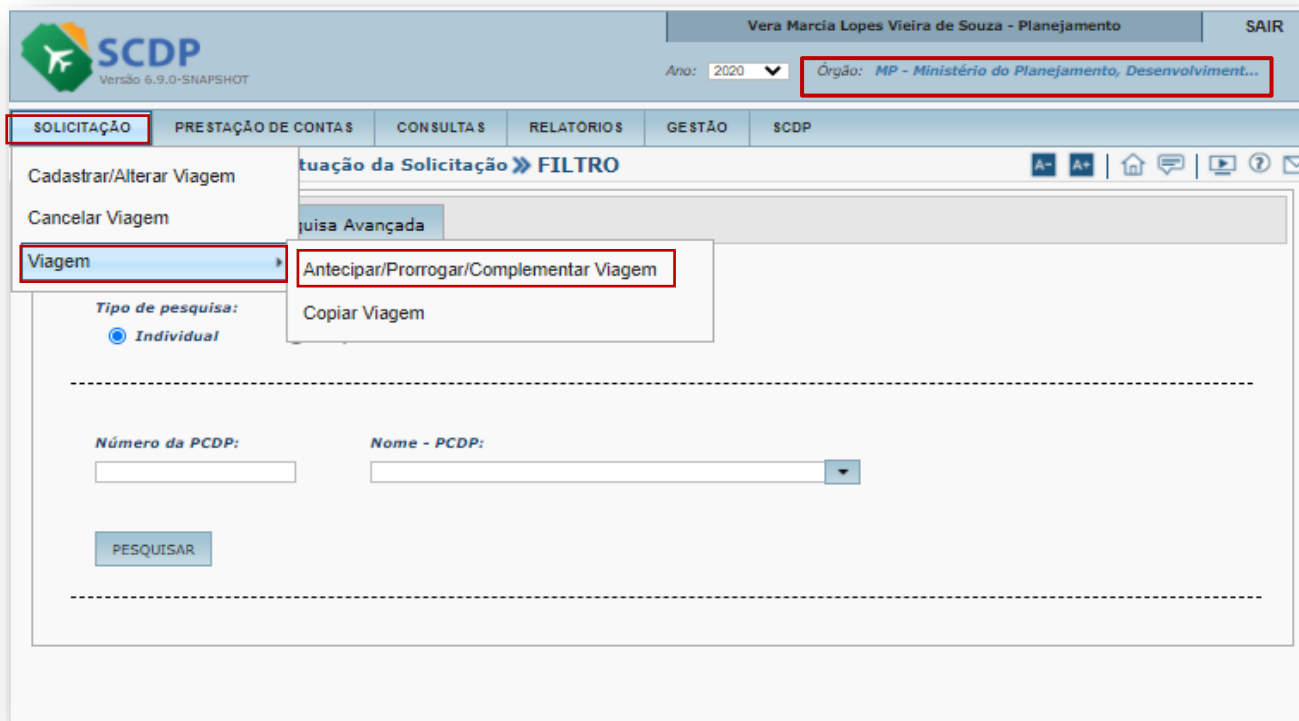 Vera Marcia Lopes Vieira de Souza - Planejamento SAIR
SCDP
Versão 6.9.0-SNAPSHOT
Ano: 2020 Órgão: MP - Ministério do Planejamento, Desenvolviment...
SOLICITAÇÃO PRESTAÇÃO DE CONTAS CONSULTAS RELATÓRIOS GESTÃO SCDP
tuação da Solicitação » FILTRO A- A+
Cadastrar/Alterar Viagem
Cancelar Viagem
quisa Avançada
Viagem
Antecipar/Prorrogar/Complementar Viagem
Copiar Viagem
Tipo de pesquisa:
Individual
Número da PCDP: Nome - PCDP:
PESQUISAR